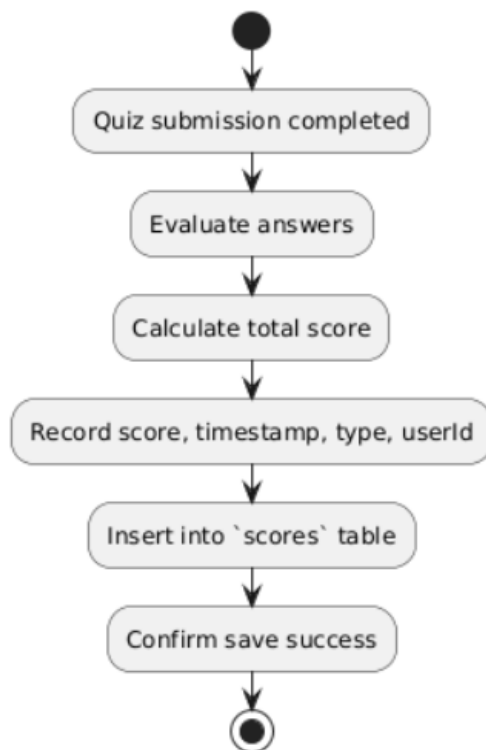 Quiz submission completed
Evaluate answers
Calculate total score
Record score, timestamp, type, userId
Insert into `scores` table
Confirm save success